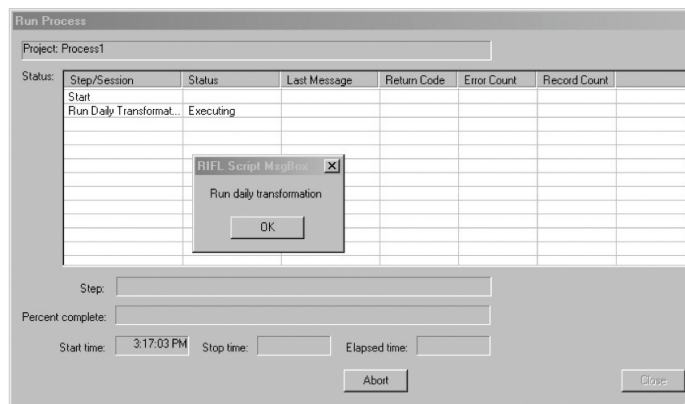 Run Process
Project: Process1
Status:
Step/Session Status Last Message Return Code Error Count Record Count
Start
Run Daily Transformat... Executing
RIFL Script MsgBox
Run daily transformation
OK
Step:
Percent complete:
Start time: 3:17:03 PM Stop time: Elapsed time:
Abort Close